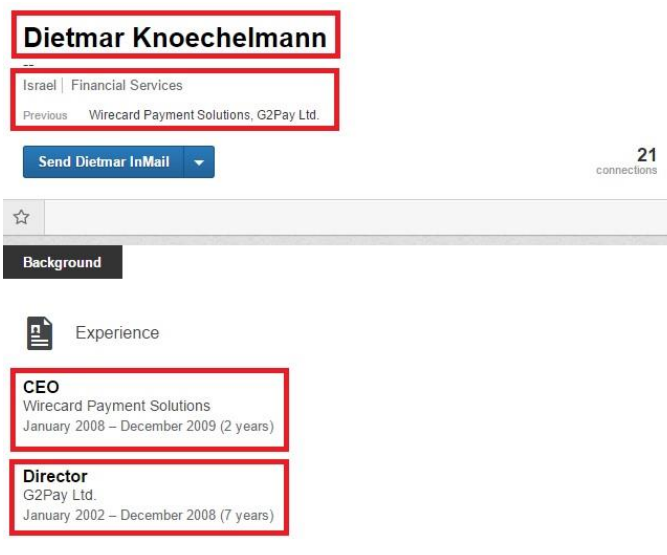 Dietmar Knoechelmann
--
Israel | Financial Services
Previous Wirecard Payment Solutions, G2Pay Ltd.
Send Dietmar InMail
21
connections
Background
Experience
CEO
Wirecard Payment Solutions
January 2008 – December 2009 (2 years)
Director
G2Pay Ltd.
January 2002 – December 2008 (7 years)